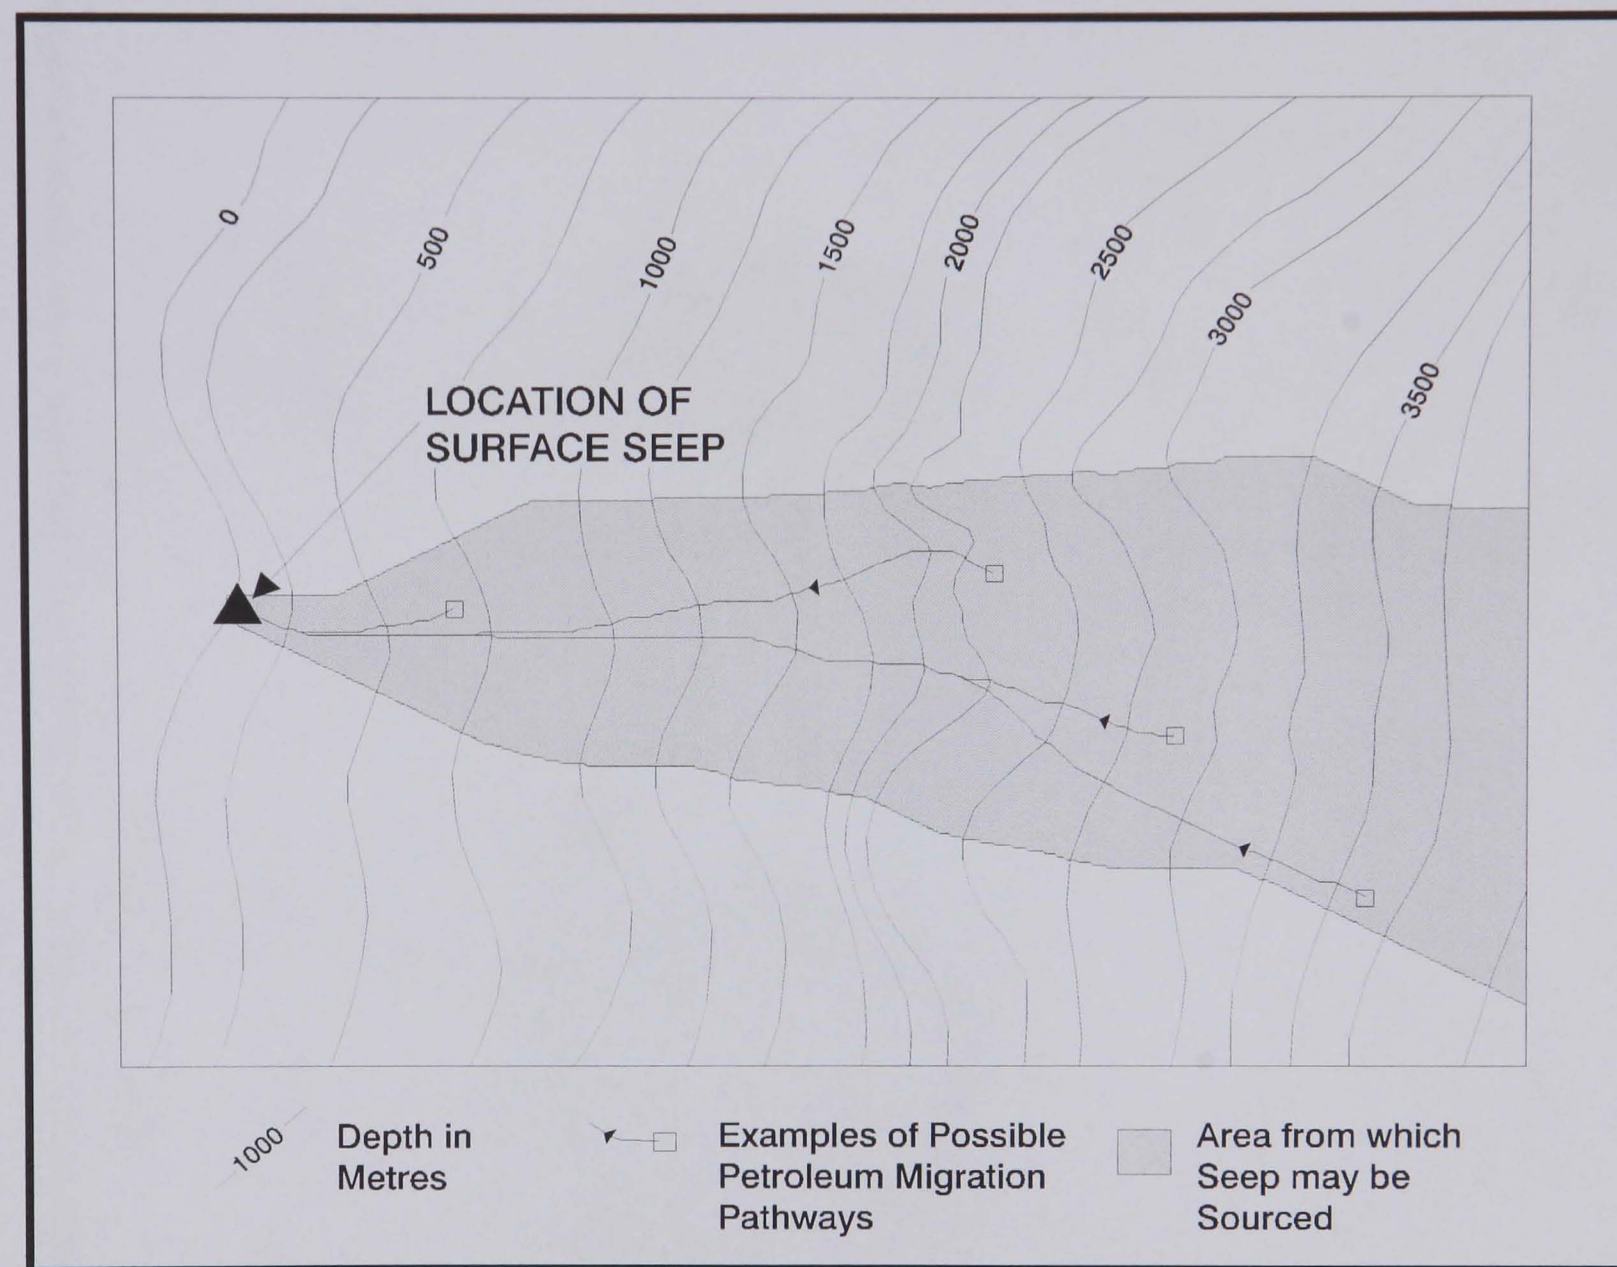 0
500
1000
1500
2000
2500
3000
3500
LOCATION OF
SURFACE SEEP
1000
Depth in
Metres
Examples of Possible
Petroleum Migration
Pathways
Area from which
Seep may be
Sourced